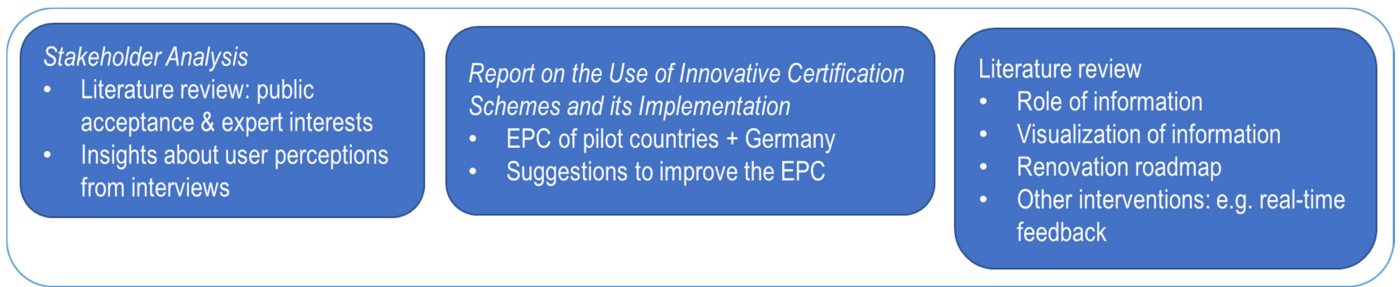 Stakeholder Analysis
• Literature review: public
acceptance & expert interests
• Insights about user perceptions
from interviews
Report on the Use of Innovative Certification
Schemes and its Implementation
• EPC of pilot countries + Germany
• Suggestions to improve the EPC
Literature review
• Role of information
• Visualization of information
• Renovation roadmap
• Other interventions: e.g. real-time
feedback